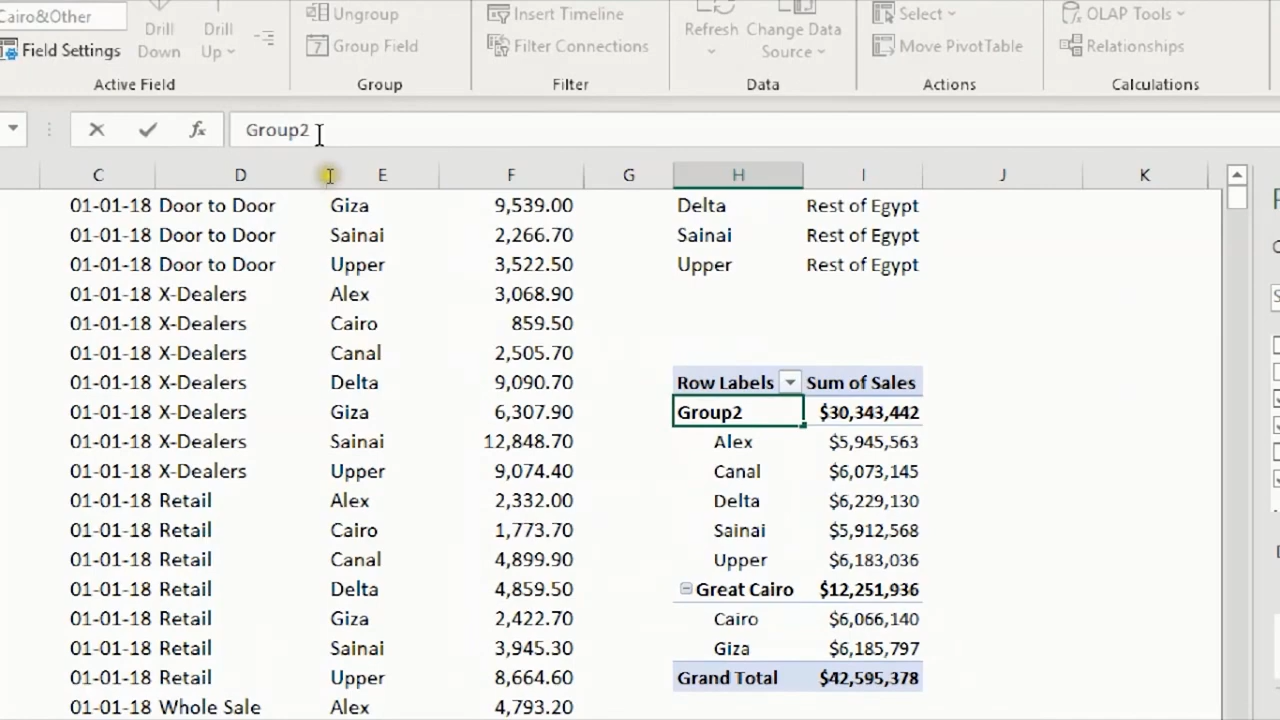 Cairo&Other
Drill Down
Drill Up
Field Settings
Active Field
Ungroup
Group Field
Group
Insert Timeline
Filter Connections
Filter
Refresh
Change Data Source
Data
Select
Move PivotTable
Actions
OLAP Tools
Relationships
Calculations
fx Group2
C D E F G H I J K
01-01-18 Door to Door Giza 9,539.00 Delta Rest of Egypt
01-01-18 Door to Door Sainai 2,266.70 Sainai Rest of Egypt
01-01-18 Door to Door Upper 3,522.50 Upper Rest of Egypt
01-01-18 X-Dealers Alex 3,068.90
01-01-18 X-Dealers Cairo 859.50
01-01-18 X-Dealers Canal 2,505.70
01-01-18 X-Dealers Delta 9,090.70 Row Labels Sum of Sales
01-01-18 X-Dealers Giza 6,307.90 Group2 $30,343,442
01-01-18 X-Dealers Sainai 12,848.70 Alex $5,945,563
01-01-18 X-Dealers Upper 9,074.40 Canal $6,073,145
01-01-18 Retail Alex 2,332.00 Delta $6,229,130
01-01-18 Retail Cairo 1,773.70 Sainai $5,912,568
01-01-18 Retail Canal 4,899.90 Upper $6,183,036
01-01-18 Retail Delta 4,859.50 Great Cairo $12,251,936
01-01-18 Retail Giza 2,422.70 Cairo $6,066,140
01-01-18 Retail Sainai 3,945.30 Giza $6,185,797
01-01-18 Retail Upper 8,664.60 Grand Total $42,595,378
01-01-18 Whole Sale Alex 4,793.20